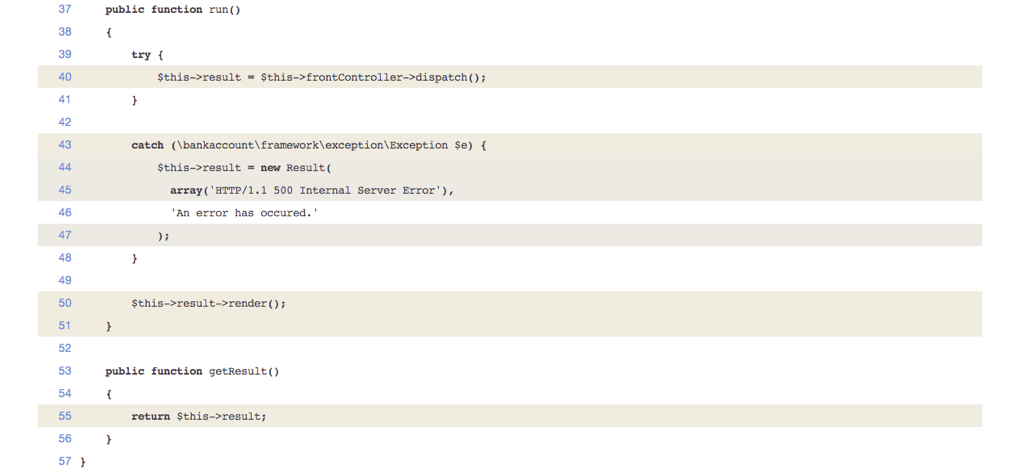 37 public function run()
38 {
39 try {
40 $this->result = $this->frontController->dispatch();
41 }
42
43 catch (\bankaccount\framework\exception\Exception $e) {
44 $this->result = new Result(
45 array('HTTP/1.1 500 Internal Server Error'),
46 'An error has occured.'
47 );
48 }
49
50 $this->result->render();
51 }
52
53 public function getResult()
54 {
55 return $this->result;
56 }
57 }